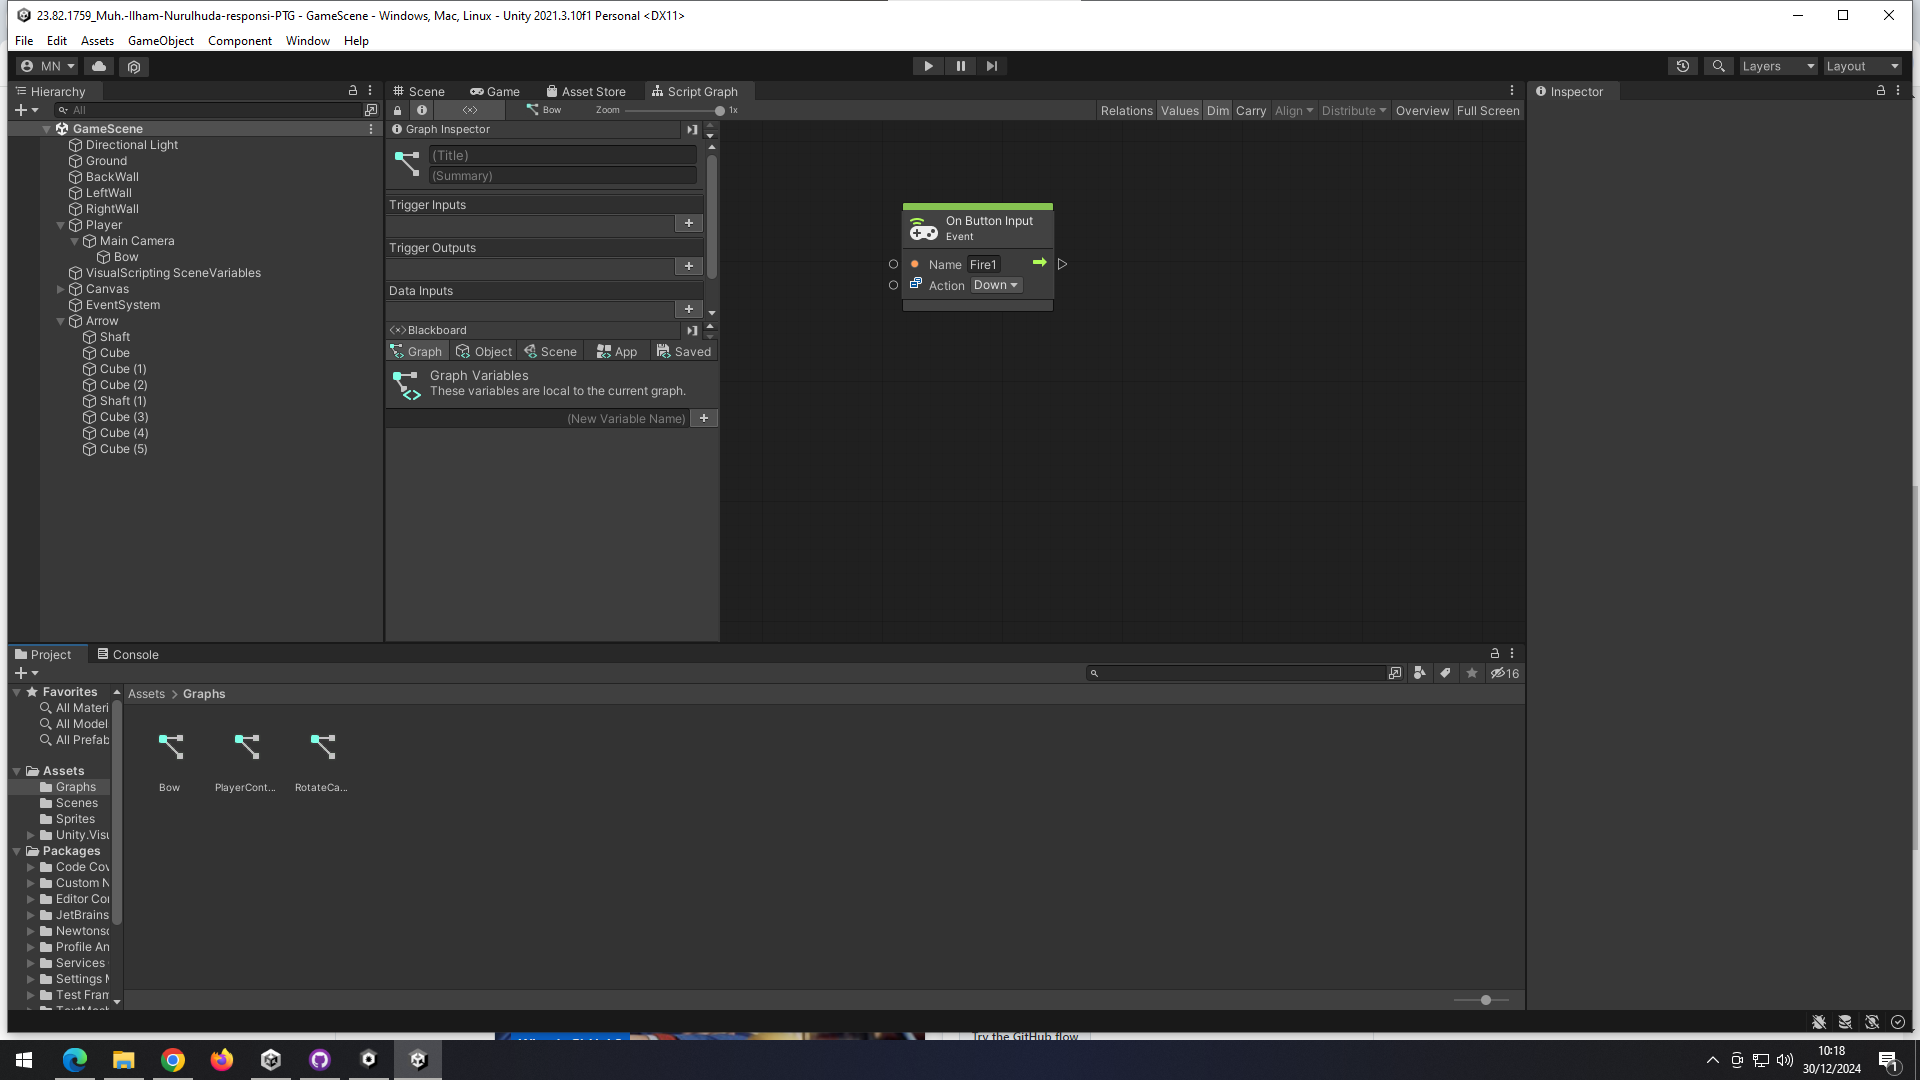 23.82.1759_Muh.-Ilham-Nurulhuda-responsi-PTG - GameScene - Windows, Mac, Linux - Unity 2021.3.10f1 Personal <DX11>
File Edit Assets GameObject Component Window Help
MN Layers Layout
Hierarchy
All
GameScene
Directional Light
Ground
BackWall
LeftWall
RightWall
Player
Main Camera
Bow
VisualScripting SceneVariables
Canvas
EventSystem
Arrow
Shaft
Cube
Cube (1)
Cube (2)
Shaft (1)
Cube (3)
Cube (4)
Cube (5)
Scene Game Asset Store Script Graph
Bow Zoom 1x Relations Values Dim Carry Align Distribute Overview Full Screen
Graph Inspector
(Title)
(Summary)
Trigger Inputs
Trigger Outputs
Data Inputs
Blackboard
Graph Object Scene App Saved
Graph Variables
These variables are local to the current graph.
(New Variable Name)
On Button Input
Event
Name Fire1
Action Down
Inspector
Project Console
16
Favorites
All Materi
All Model
All Prefab
Assets
Graphs
Scenes
Sprites
Unity.Visu
Packages
Code Cov
Custom N
Editor Cor
JetBrains
Newtonso
Profile An
Services
Settings M
Test Fram
Assets > Graphs
Bow PlayerCont... RotateCa...
Try the GitHub flow
10:18
30/12/2024
1